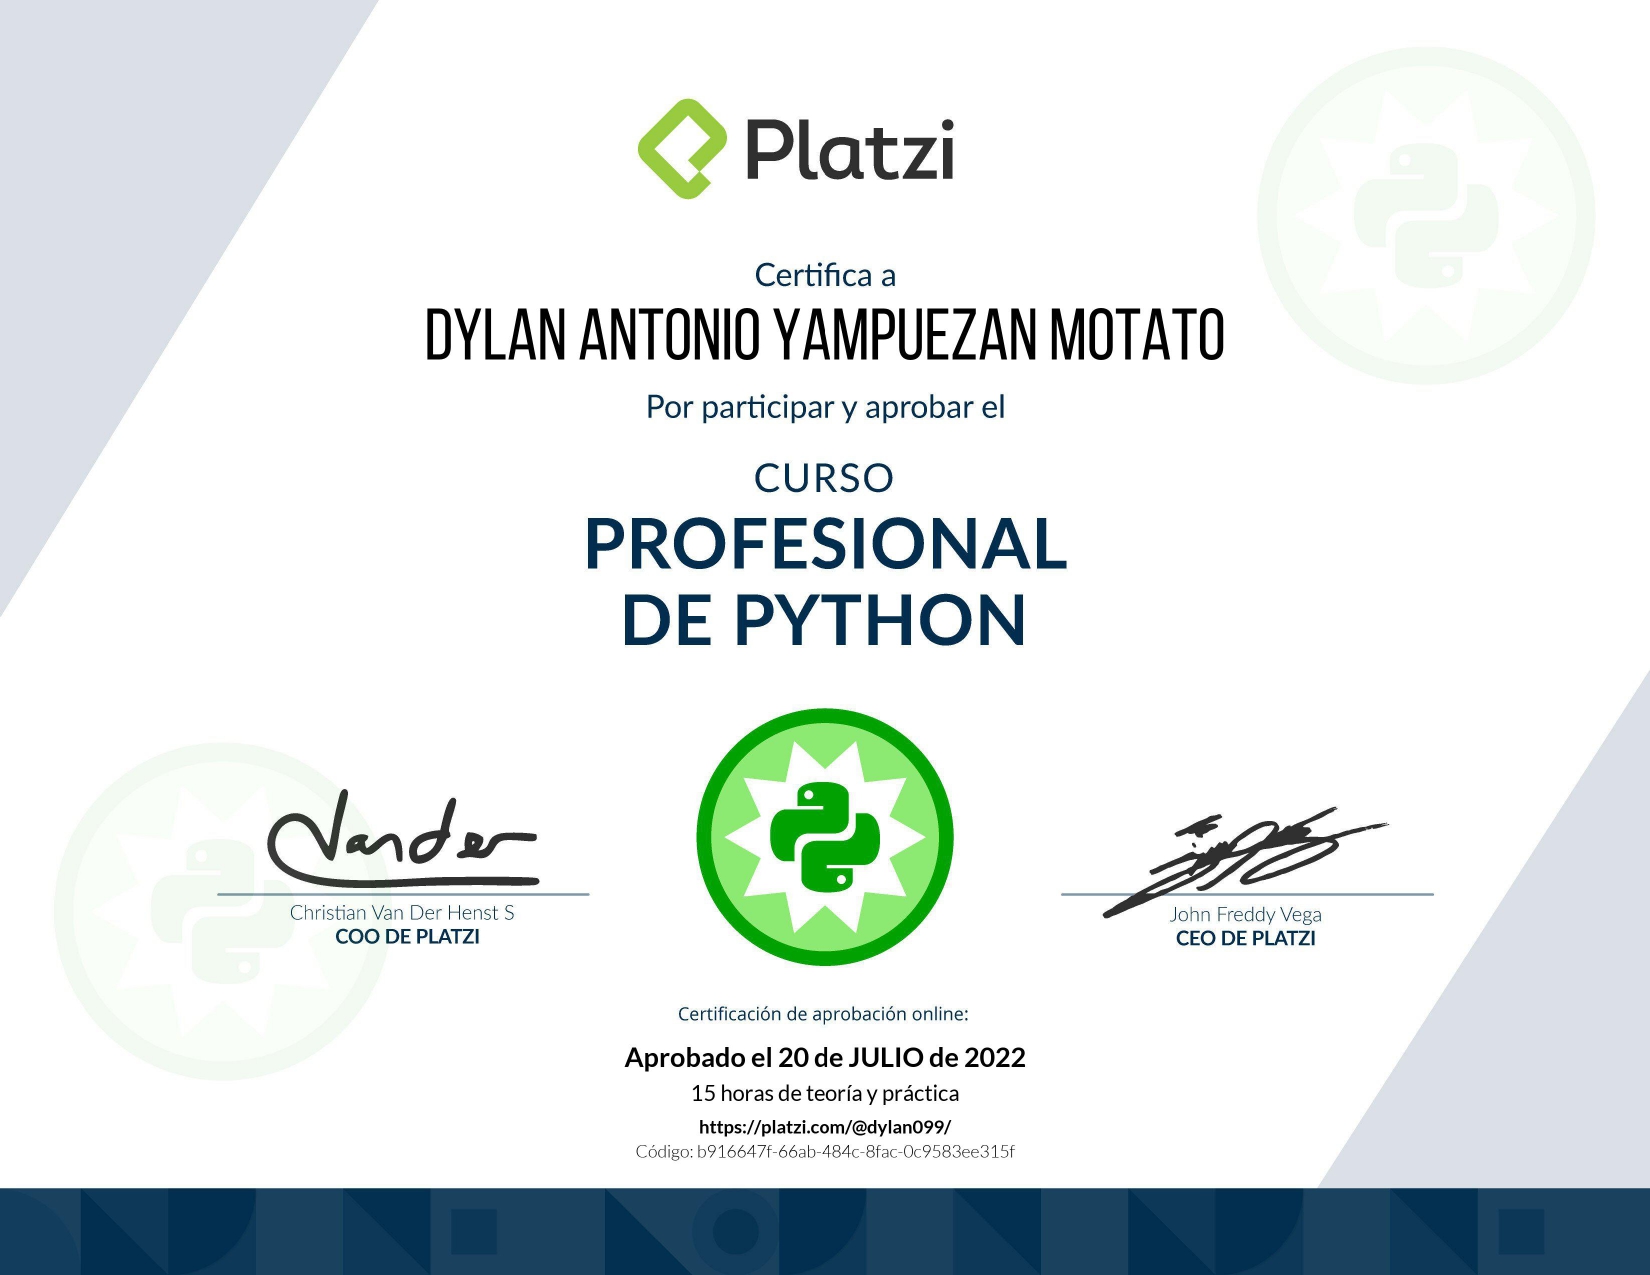 Platzi
Certifica a
DYLAN ANTONIO YAMPUEZAN MOTATO
Por participar y aprobar el
CURSO
PROFESIONAL
DE PYTHON
Vander
Christian Van Der Henst S
COO DE PLATZI
John Freddy Vega
CEO DE PLATZI
Certificación de aprobación online:
Aprobado el 20 de JULIO de 2022
15 horas de teoría y práctica
https://platzi.com/@dylan099/
Código: b916647f-66ab-484c-8fac-0c9583ee315f